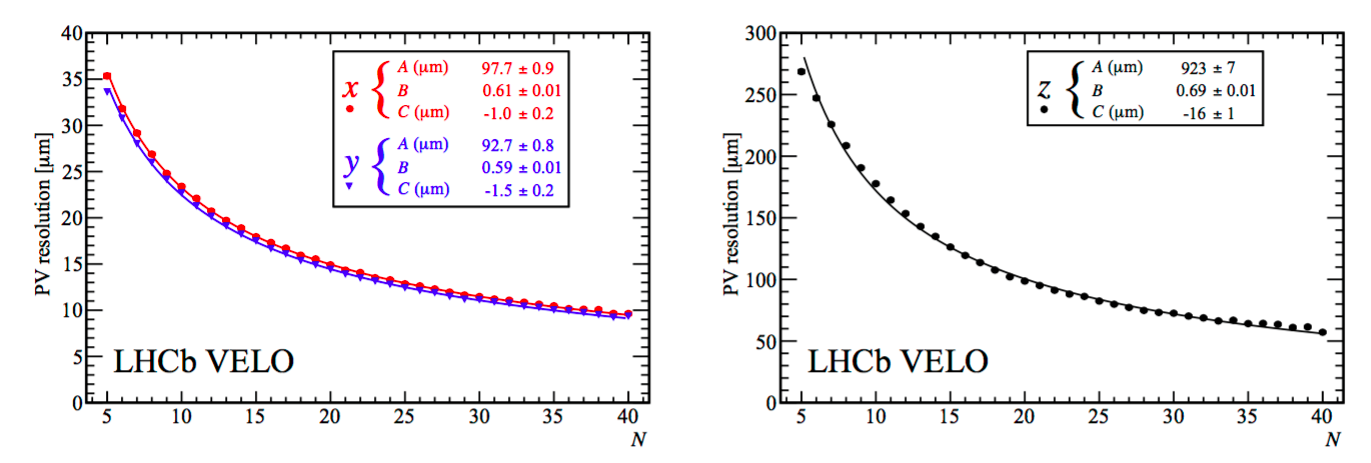 PV resolution [μm]
40
35
30
25
20
15
10
5
0
x
A (μm) 97.7 ± 0.9
B 0.61 ± 0.01
C (μm) -1.0 ± 0.2
y
A (μm) 92.7 ± 0.8
B 0.59 ± 0.01
C (μm) -1.5 ± 0.2
LHCb VELO
5 10 15 20 25 30 35 40
N
PV resolution [μm]
300
250
200
150
100
50
0
z
A (μm) 923 ± 7
B 0.69 ± 0.01
C (μm) -16 ± 1
LHCb VELO
5 10 15 20 25 30 35 40
N